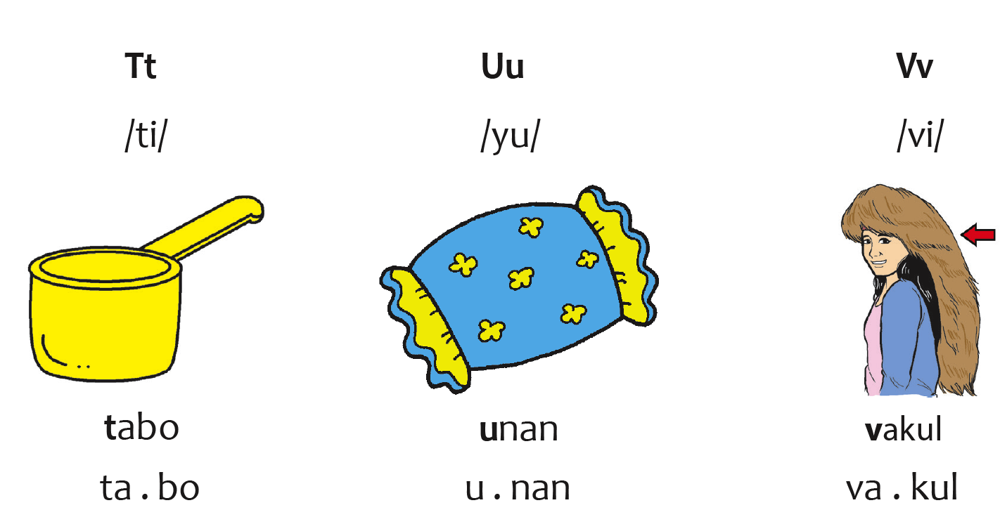 Tt Uu Vv
/ti/ /yu/ /vi/
tabo unan vakul
ta . bo u . nan va . kul